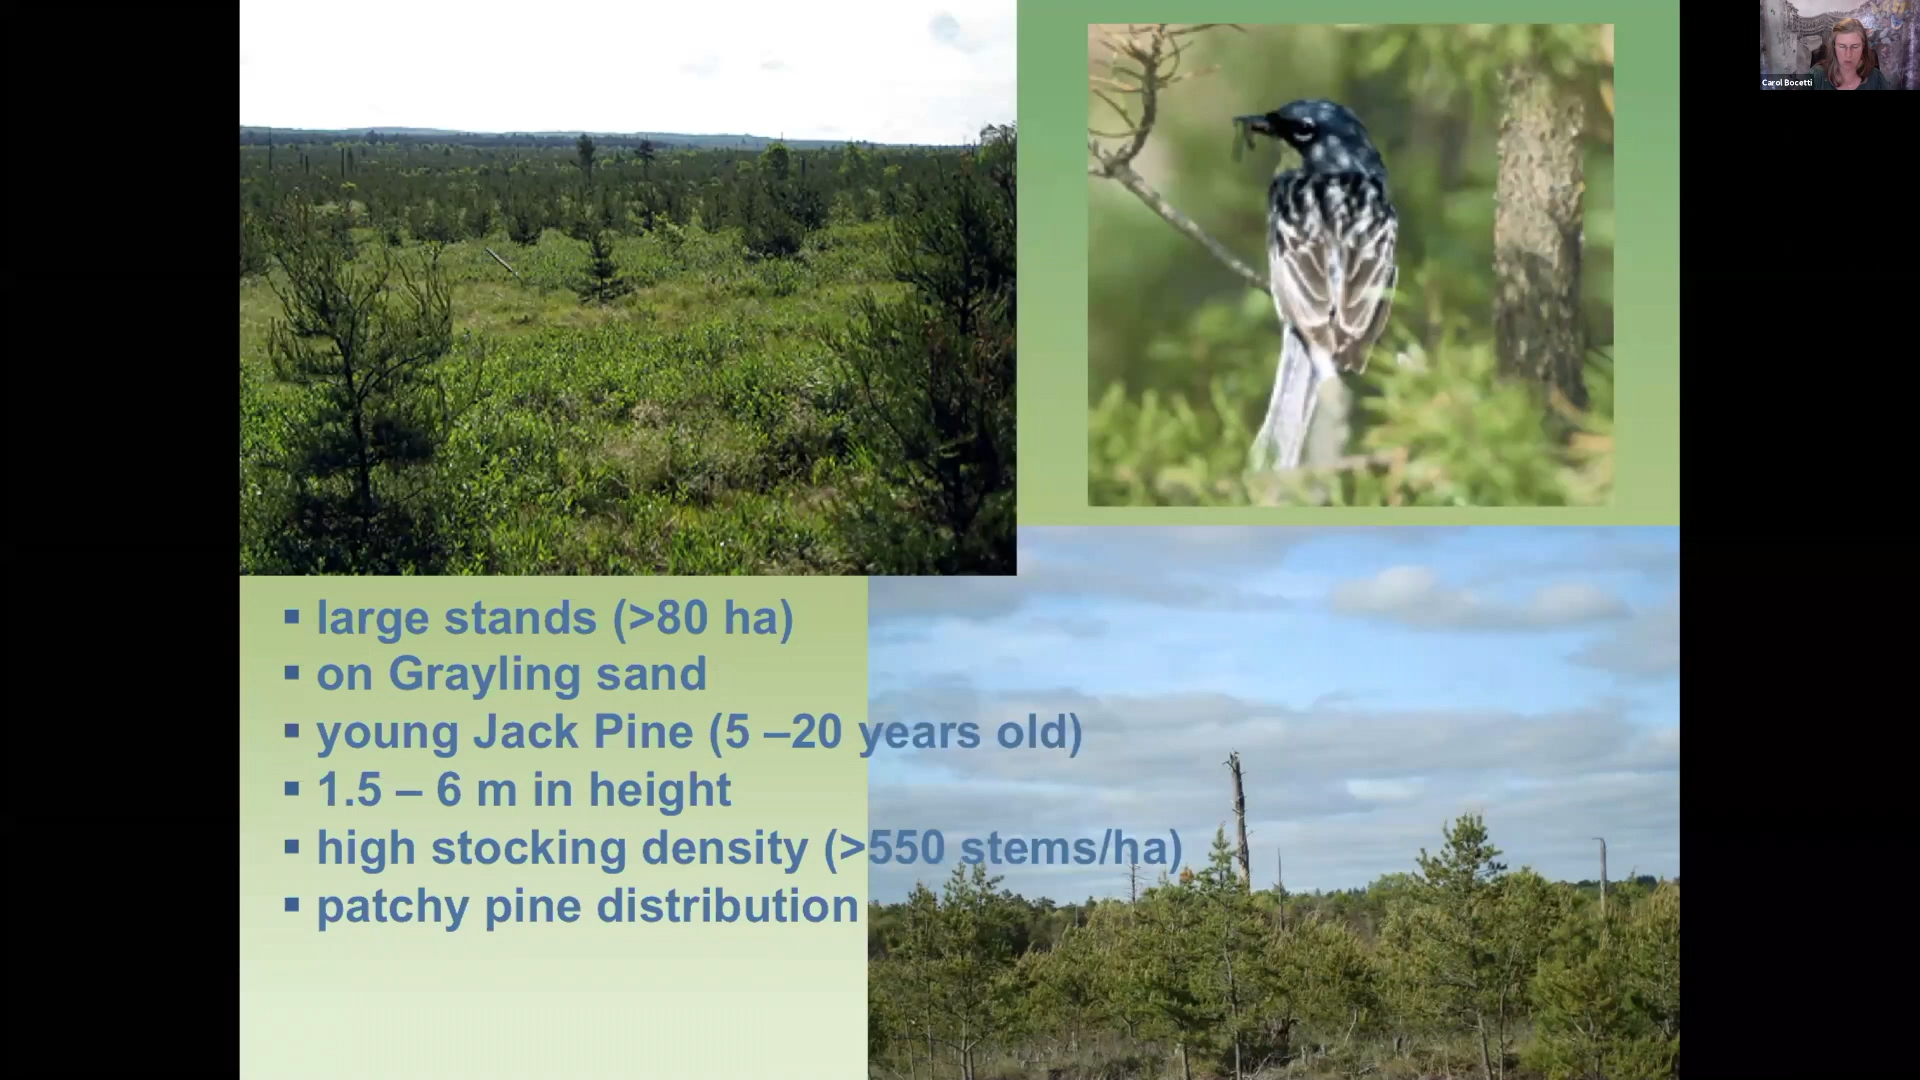 Carol Bocetti
▪ large stands (>80 ha)
▪ on Grayling sand
▪ young Jack Pine (5 –20 years old)
▪ 1.5 – 6 m in height
▪ high stocking density (>550 stems/ha)
▪ patchy pine distribution